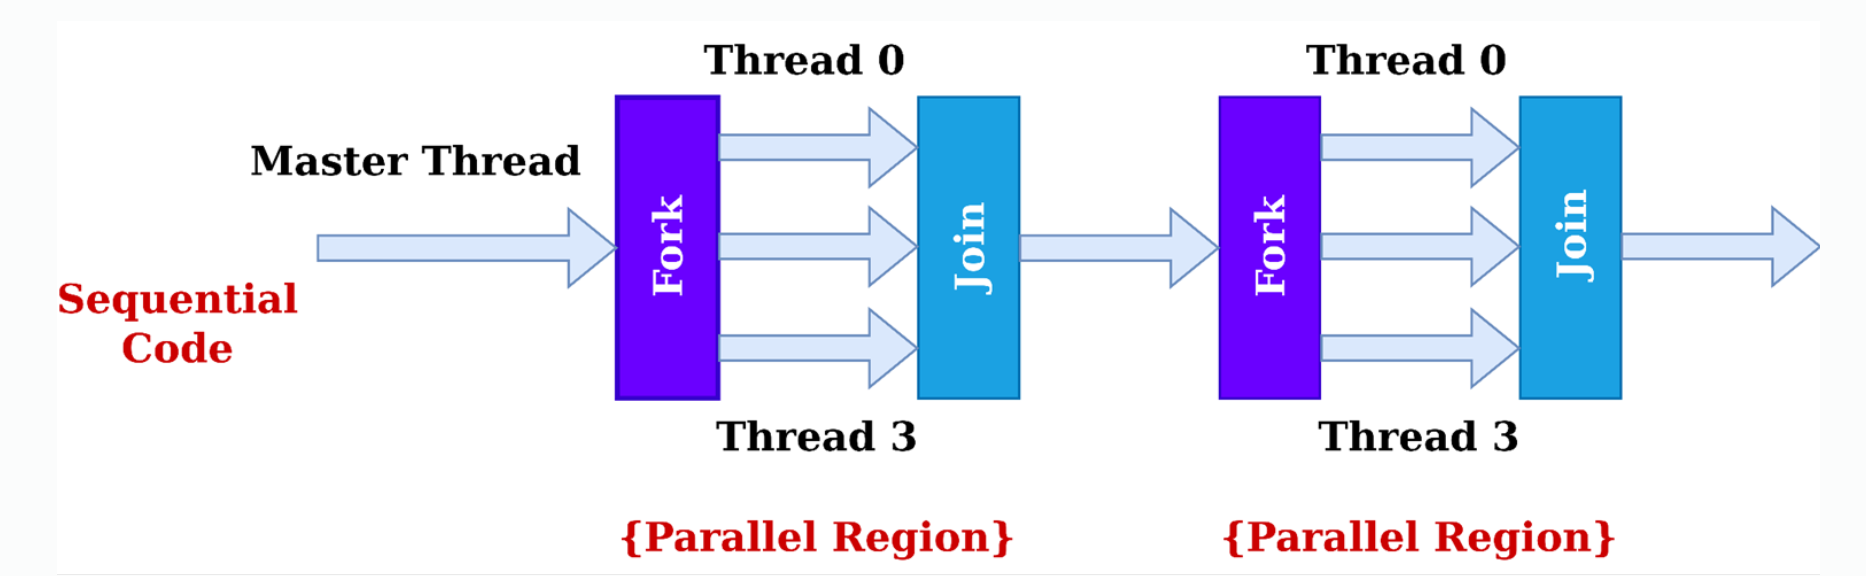 Thread 0
Thread 0
Master Thread
Fork
Join
Fork
Join
Sequential
Code
Thread 3
Thread 3
{Parallel Region}
{Parallel Region}